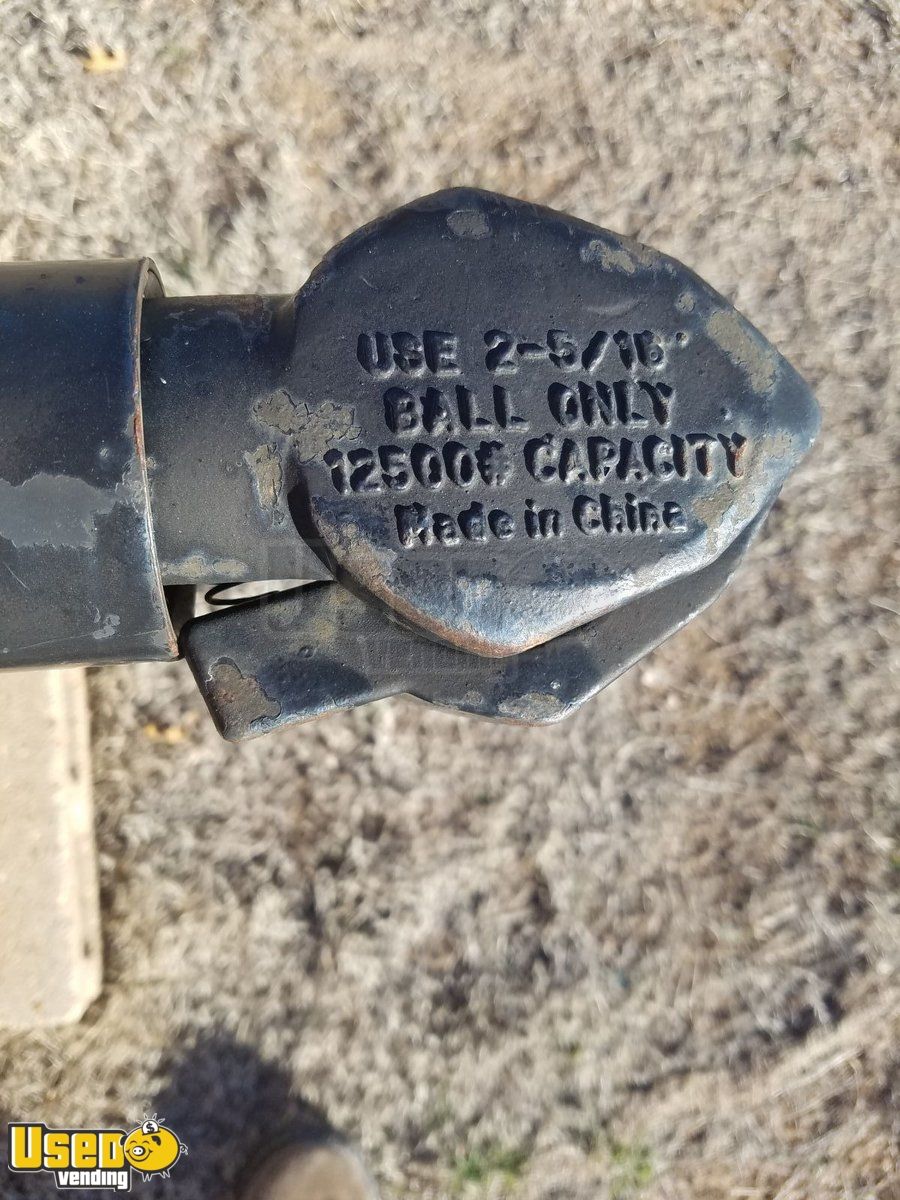 USE 2-5/16"
BALL ONLY
12500# CAPACITY
Made in China
USED
vending